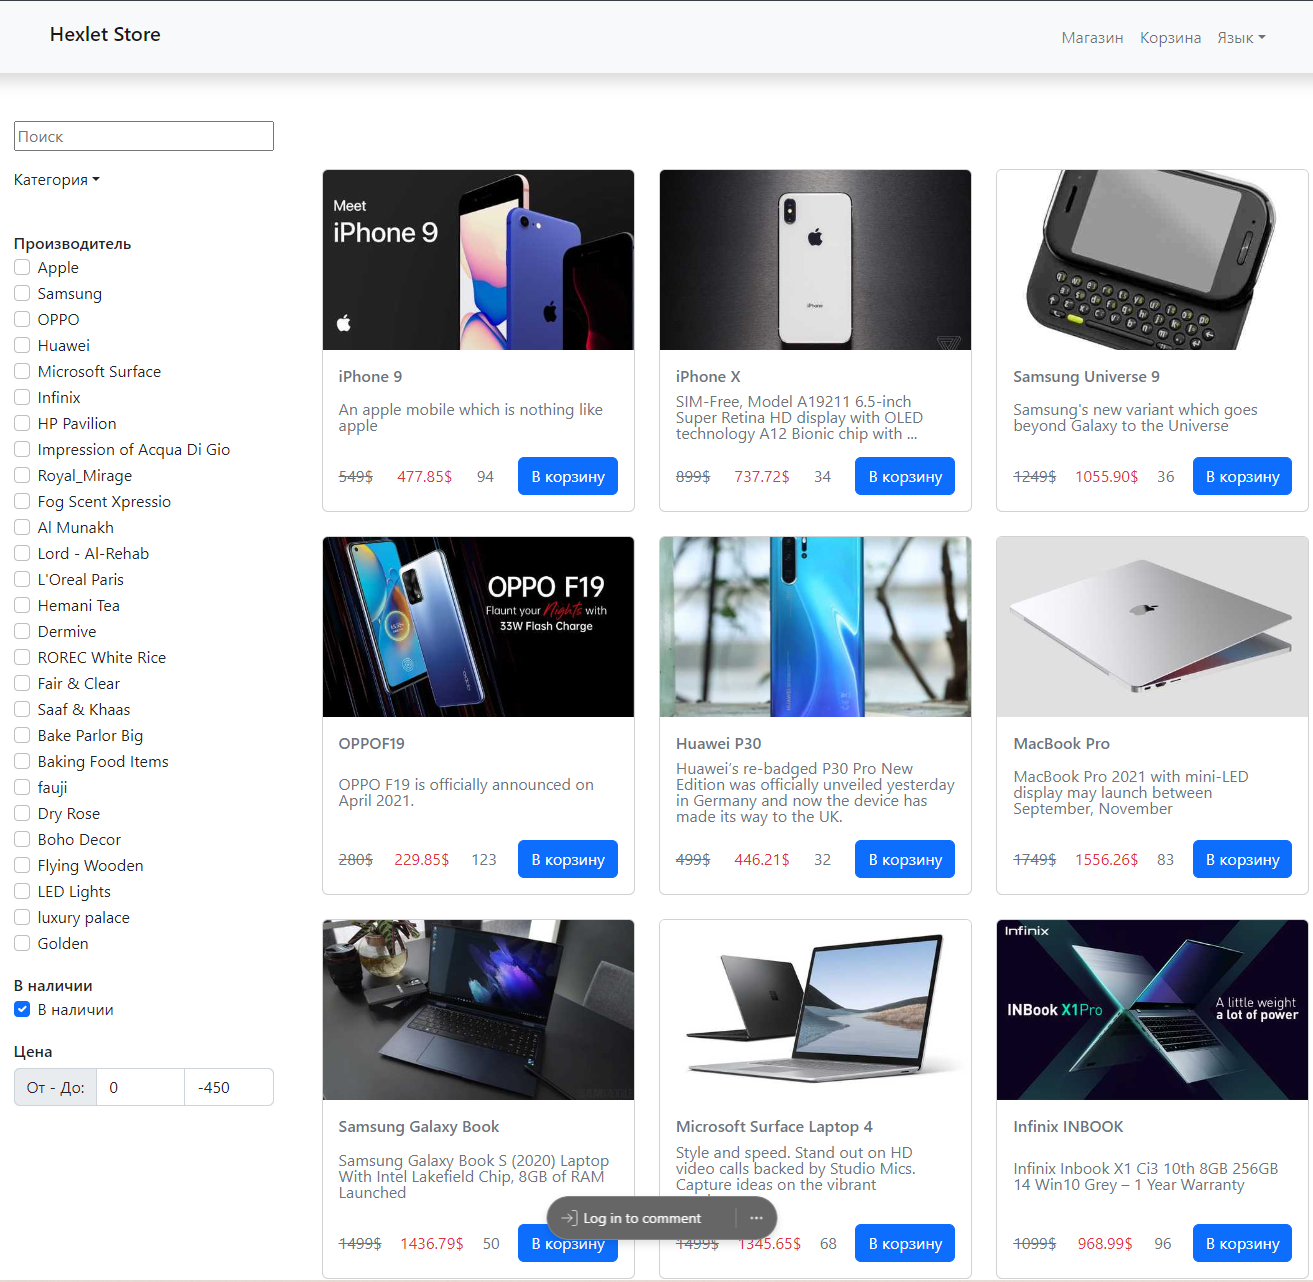 Hexlet Store
Магазин
Корзина
Язык
Поиск
Категория
Производитель
Apple
Samsung
OPPO
Huawei
Microsoft Surface
Infinix
HP Pavilion
Impression of Acqua Di Gio
Royal_Mirage
Fog Scent Xpressio
Al Munakh
Lord - Al-Rehab
L'Oreal Paris
Hemani Tea
Dermive
ROREC White Rice
Fair & Clear
Saaf & Khaas
Bake Parlor Big
Baking Food Items
fauji
Dry Rose
Boho Decor
Flying Wooden
LED Lights
luxury palace
Golden
В наличии
В наличии
Цена
От - До:
0
-450
Meet
iPhone 9
iPhone 9
An apple mobile which is nothing like
apple
549$
477.85$
94
В корзину
iPhone
iPhone X
SIM-Free, Model A19211 6.5-inch
Super Retina HD display with OLED
technology A12 Bionic chip with ...
899$
737.72$
34
В корзину
Samsung Universe 9
Samsung's new variant which goes
beyond Galaxy to the Universe
1249$
1055.90$
36
В корзину
OPPO F19
Flaunt your Nights with
33W Flash Charge
OPPOF19
OPPO F19 is officially announced on
April 2021.
280$
229.85$
123
В корзину
HUAWEI
Huawei P30
Huawei’s re-badged P30 Pro New
Edition was officially unveiled yesterday
in Germany and now the device has
made its way to the UK.
499$
446.21$
32
В корзину
MacBook Pro
MacBook Pro 2021 with mini-LED
display may launch between
September, November
1749$
1556.26$
83
В корзину
Samsung Galaxy Book
Samsung Galaxy Book S (2020) Laptop
With Intel Lakefield Chip, 8GB of RAM
Launched
1499$
1436.79$
50
В корзину
Microsoft Surface Laptop 4
Style and speed. Stand out on HD
video calls backed by Studio Mics.
Capture ideas on the vibrant
1499$
1345.65$
68
В корзину
Infinix
INBook X1Pro
A little weight
a lot of power
Infinix INBOOK
Infinix Inbook X1 Ci3 10th 8GB 256GB
14 Win10 Grey – 1 Year Warranty
1099$
968.99$
96
В корзину
Log in to comment